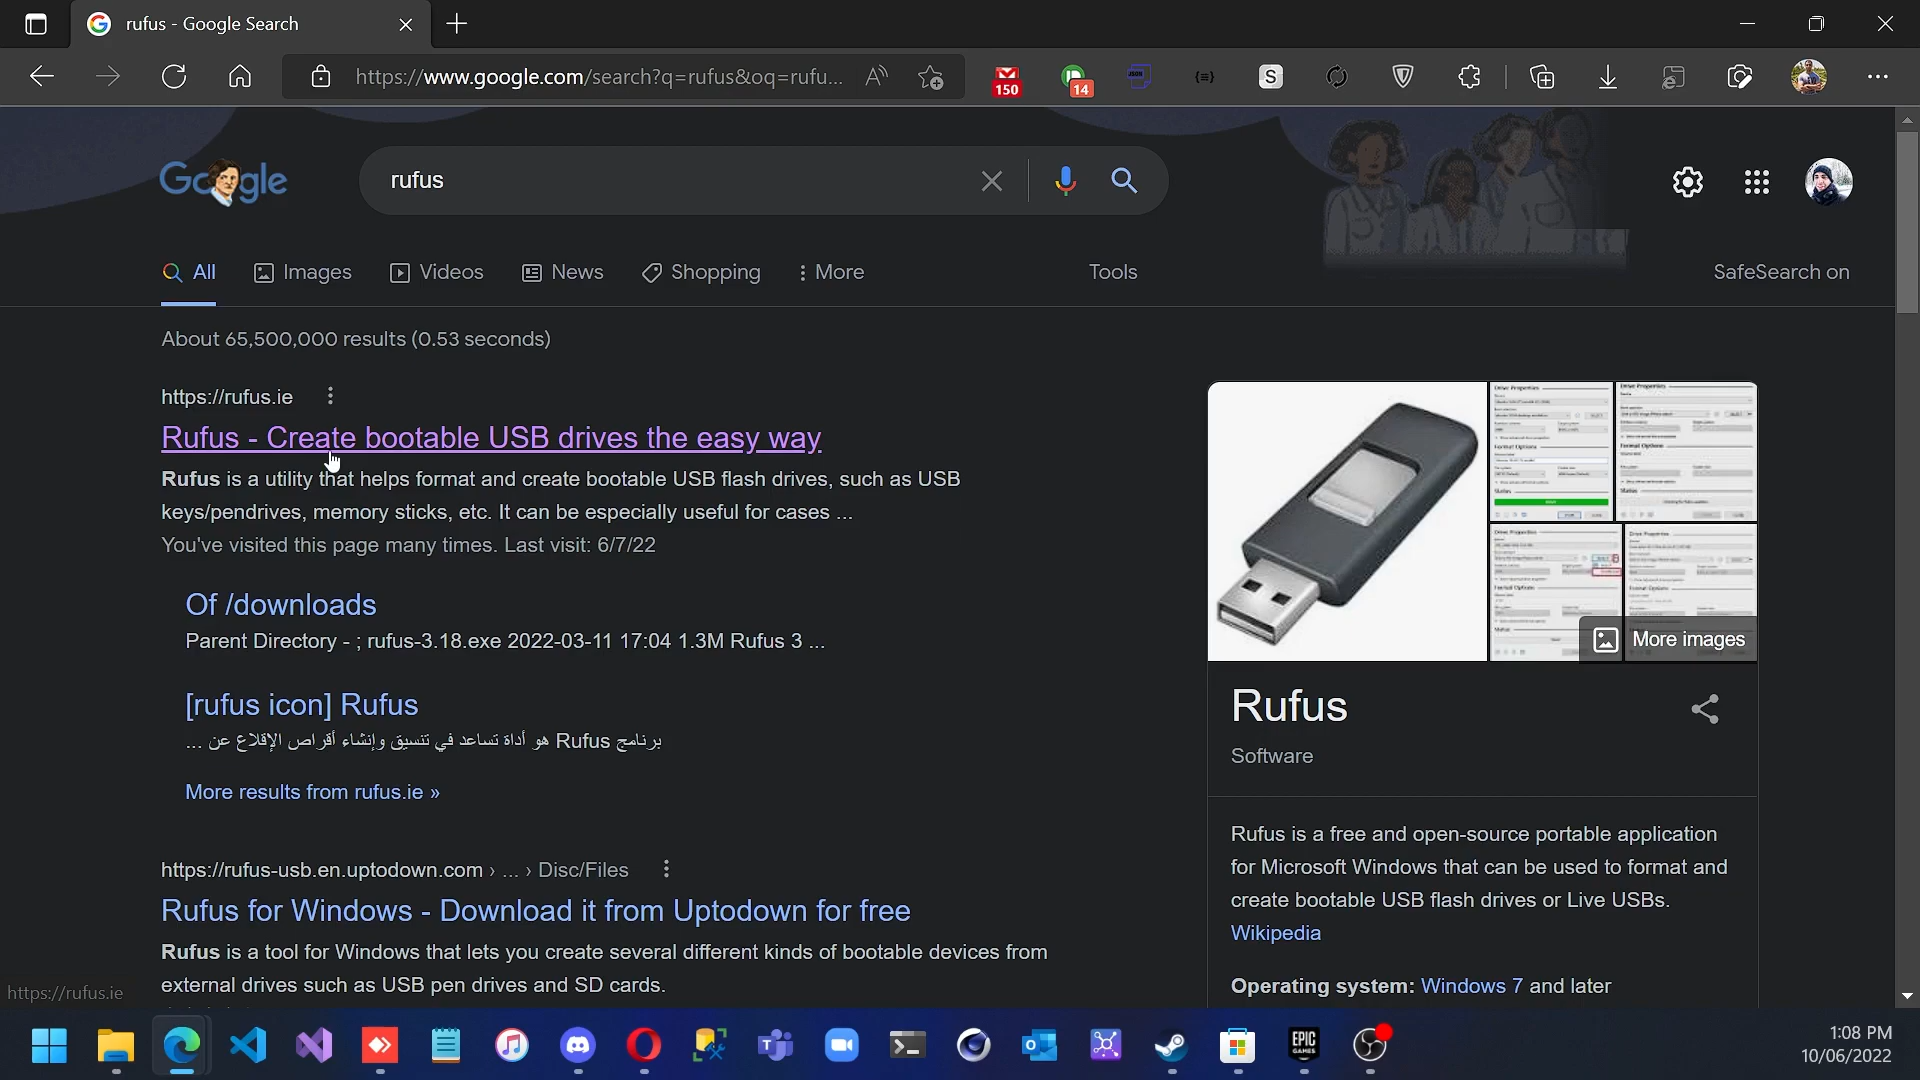 rufus - Google Search
https://www.google.com/search?q=rufus&oq=rufu...
150
14
JSON
{≡}
S
Google
rufus
All
Images
Videos
News
Shopping
More
Tools
SafeSearch on
About 65,500,000 results (0.53 seconds)
https://rufus.ie
Rufus - Create bootable USB drives the easy way
Rufus is a utility that helps format and create bootable USB flash drives, such as USB
keys/pendrives, memory sticks, etc. It can be especially useful for cases ...
You've visited this page many times. Last visit: 6/7/22
Of /downloads
Parent Directory - ; rufus-3.18.exe 2022-03-11 17:04 1.3M Rufus 3 ...
[rufus icon] Rufus
برنامج Rufus هو أداة تساعد في تنسيق وإنشاء أقراص الإقلاع عن ...
More results from rufus.ie »
https://rufus-usb.en.uptodown.com › ... › Disc/Files
Rufus for Windows - Download it from Uptodown for free
Rufus is a tool for Windows that lets you create several different kinds of bootable devices from
external drives such as USB pen drives and SD cards.
More images
Rufus
Software
Rufus is a free and open-source portable application
for Microsoft Windows that can be used to format and
create bootable USB flash drives or Live USBs.
Wikipedia
Operating system: Windows 7 and later
https://rufus.ie
EPIC
GAMES
1:08 PM
10/06/2022